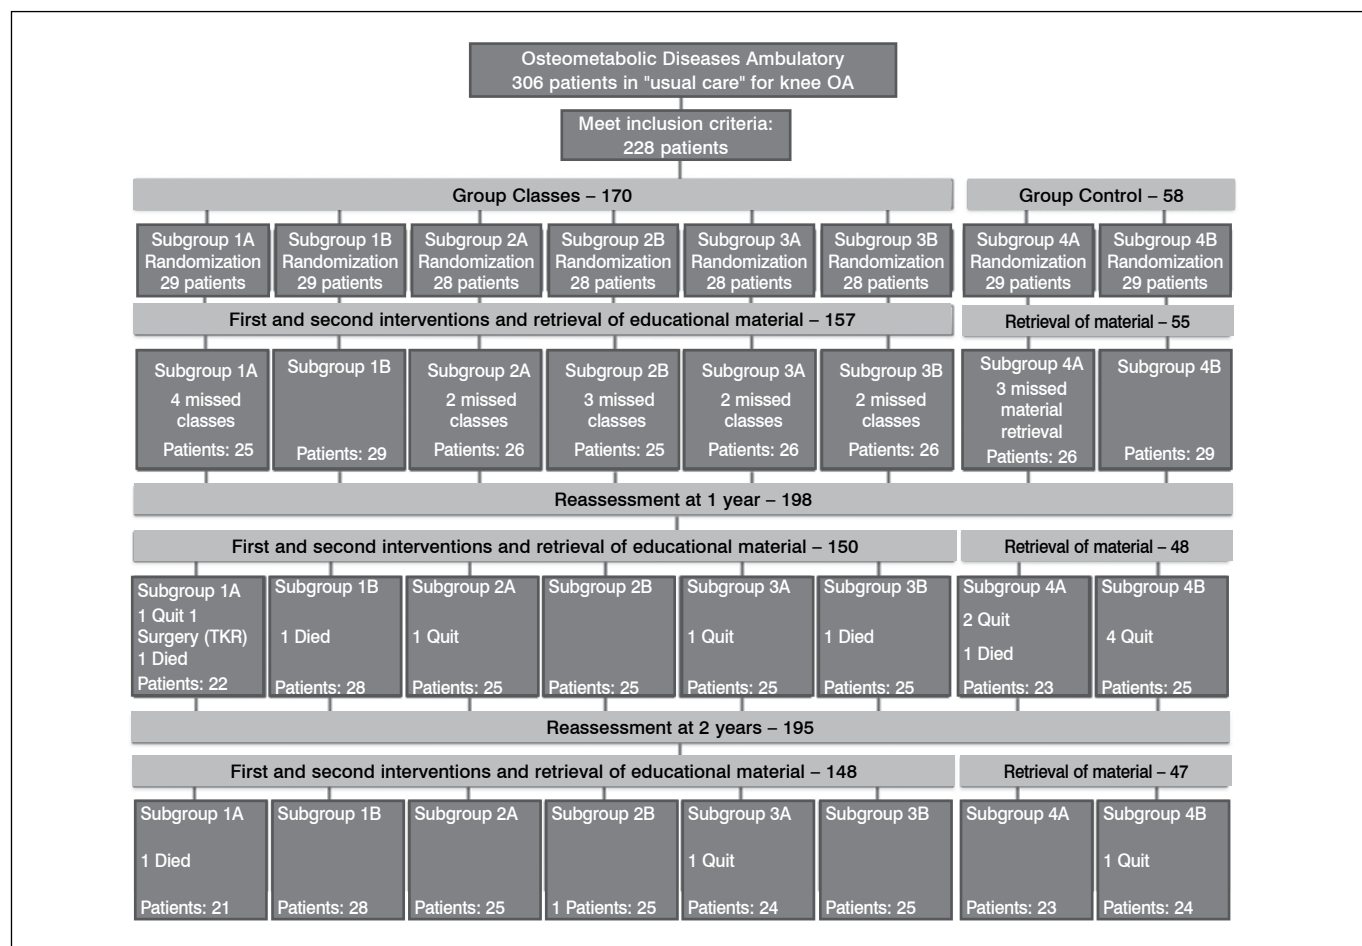 Osteometabolic Diseases Ambulatory
306 patients in "usual care" for knee OA
Meet inclusion criteria:
228 patients
Group Classes – 170
Group Control – 58
Subgroup 1A
Randomization
29 patients
Subgroup 1B
Randomization
29 patients
Subgroup 2A
Randomization
28 patients
Subgroup 2B
Randomization
28 patients
Subgroup 3A
Randomization
28 patients
Subgroup 3B
Randomization
28 patients
Subgroup 4A
Randomization
29 patients
Subgroup 4B
Randomization
29 patients
First and second interventions and retrieval of educational material – 157
Retrieval of material – 55
Subgroup 1A
4 missed
classes
Patients: 25
Subgroup 1B
Patients: 29
Subgroup 2A
2 missed
classes
Patients: 26
Subgroup 2B
3 missed
classes
Patients: 25
Subgroup 3A
2 missed
classes
Patients: 26
Subgroup 3B
2 missed
classes
Patients: 26
Subgroup 4A
3 missed
material
retrieval
Patients: 26
Subgroup 4B
Patients: 29
Reassessment at 1 year – 198
First and second interventions and retrieval of educational material – 150
Retrieval of material – 48
Subgroup 1A
1 Quit 1
Surgery (TKR)
1 Died
Patients: 22
Subgroup 1B
1 Died
Patients: 28
Subgroup 2A
1 Quit
Patients: 25
Subgroup 2B
Patients: 25
Subgroup 3A
1 Quit
Patients: 25
Subgroup 3B
1 Died
Patients: 25
Subgroup 4A
2 Quit
1 Died
Patients: 23
Subgroup 4B
4 Quit
Patients: 25
Reassessment at 2 years – 195
First and second interventions and retrieval of educational material – 148
Retrieval of material – 47
Subgroup 1A
1 Died
Patients: 21
Subgroup 1B
Patients: 28
Subgroup 2A
Patients: 25
Subgroup 2B
1 Patients: 25
Subgroup 3A
1 Quit
Patients: 24
Subgroup 3B
Patients: 25
Subgroup 4A
Patients: 23
Subgroup 4B
1 Quit
Patients: 24